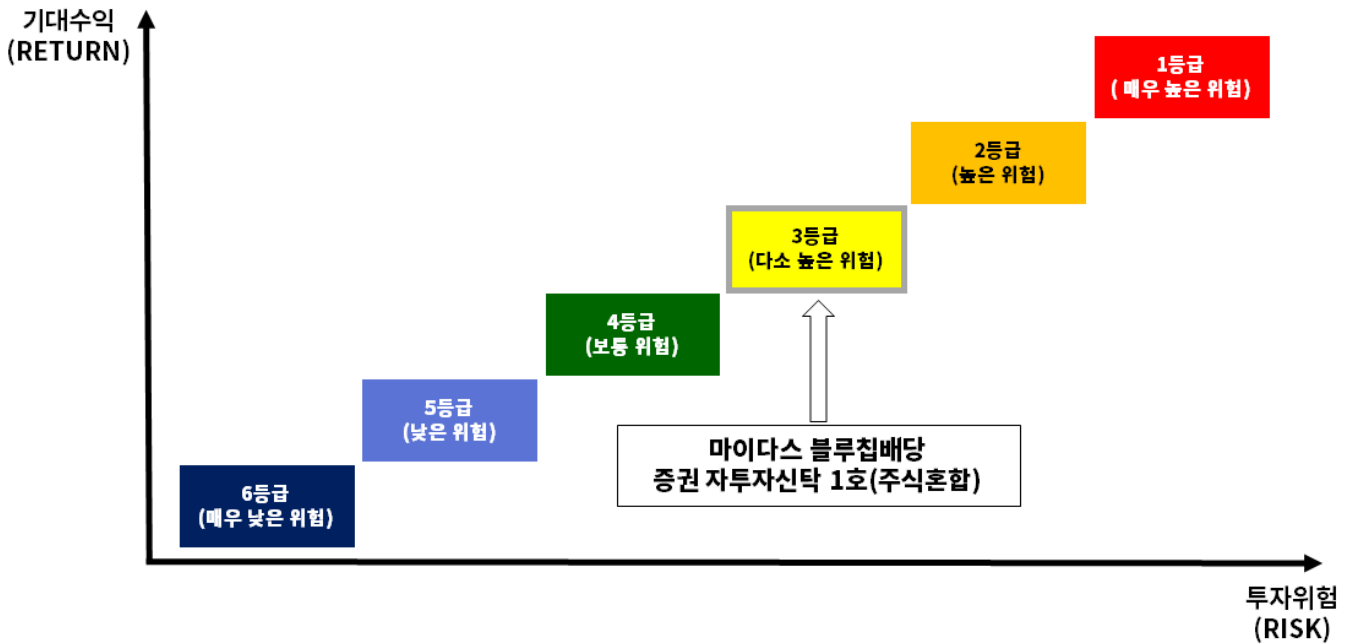 기대수익
(RETURN)
1등급
( 매우 높은 위험)
2등급
(높은 위험)
3등급
(다소 높은 위험)
4등급
(보통 위험)
5등급
(낮은 위험)
6등급
(매우 낮은 위험)
마이다스 블루칩배당
증권 자투자신탁 1호(주식혼합)
투자위험
(RISK)